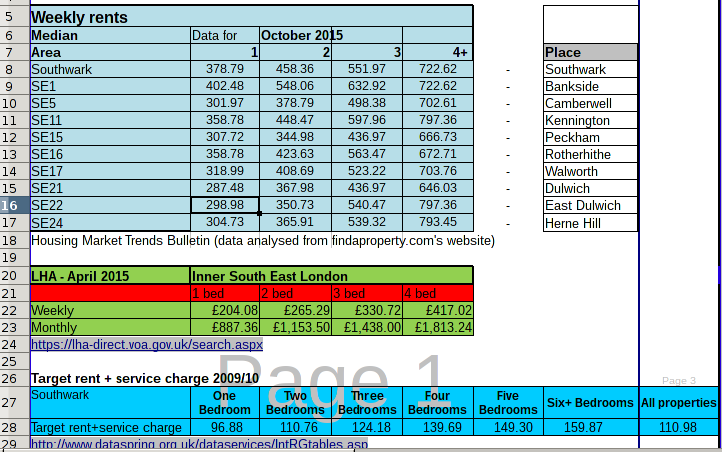 5 Weekly rents
6 Median Data for October 2015
7 Area 1 2 3 4+ Place
8 Southwark 378.79 458.36 551.97 722.62 - Southwark
9 SE1 402.48 548.06 632.92 722.62 - Bankside
10 SE5 301.97 378.79 498.38 702.61 - Camberwell
11 SE11 358.78 448.47 597.96 797.36 - Kennington
12 SE15 307.72 344.98 436.97 666.73 - Peckham
13 SE16 358.78 423.63 563.47 672.71 - Rotherhithe
14 SE17 318.99 408.69 523.22 703.76 - Walworth
15 SE21 287.48 367.98 436.97 646.03 - Dulwich
16 SE22 298.98 350.73 540.47 797.36 - East Dulwich
17 SE24 304.73 365.91 539.32 793.45 - Herne Hill
18 Housing Market Trends Bulletin (data analysed from findaproperty.com's website)
19
20 LHA - April 2015 Inner South East London
21 1 bed 2 bed 3 bed 4 bed
22 Weekly £204.08 £265.29 £330.72 £417.02
23 Monthly £887.36 £1,153.50 £1,438.00 £1,813.24
24 https://lha-direct.voa.gov.uk/search.aspx
25
Page 1
26 Target rent + service charge 2009/10 Page 3
27 Southwark One Bedroom Two Bedrooms Three Bedrooms Four Bedrooms Five Bedrooms Six+ Bedrooms All properties
28 Target rent+service charge 96.88 110.76 124.18 139.69 149.30 159.87 110.98
29 http://www.dataspring.org.uk/dataservices/IntRGtables.asp